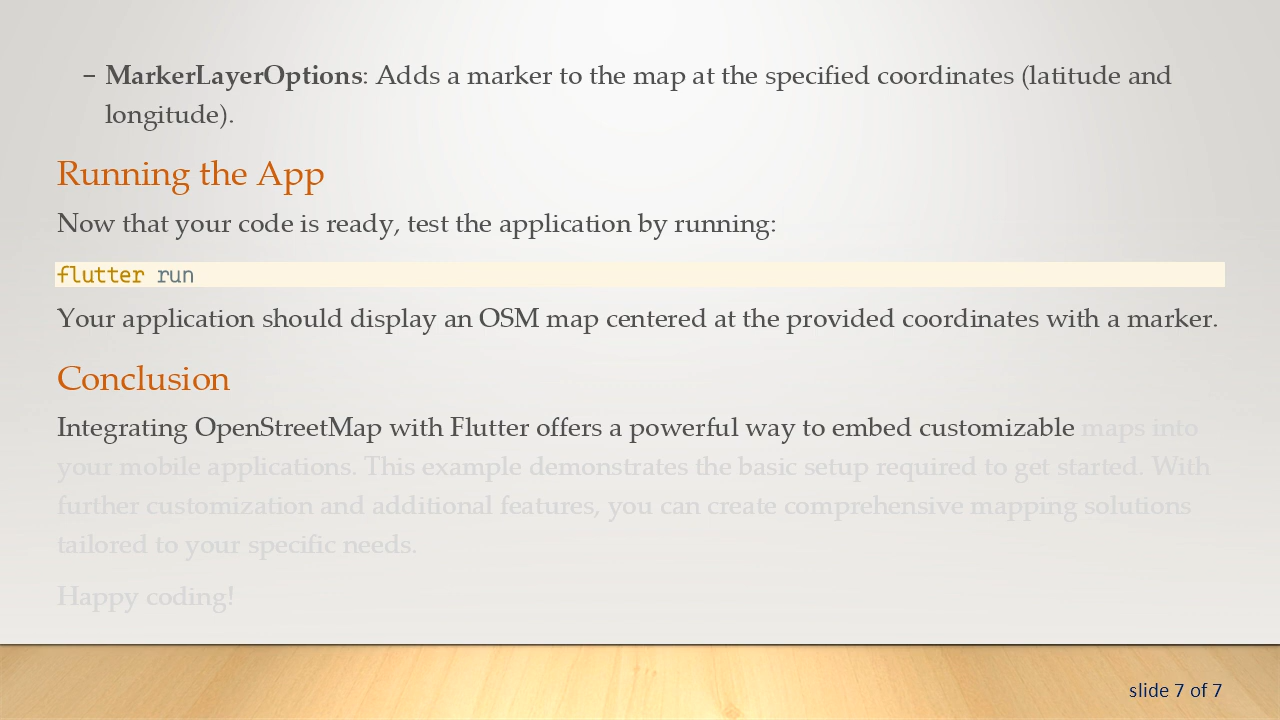 – MarkerLayerOptions: Adds a marker to the map at the specified coordinates (latitude and
longitude).
Running the App
Now that your code is ready, test the application by running:
flutter run
Your application should display an OSM map centered at the provided coordinates with a marker.
Conclusion
Integrating OpenStreetMap with Flutter offers a powerful way to embed customizable maps into
your mobile applications. This example demonstrates the basic setup required to get started. With
further customization and additional features, you can create comprehensive mapping solutions
tailored to your specific needs.
Happy coding!
slide 7 of 7